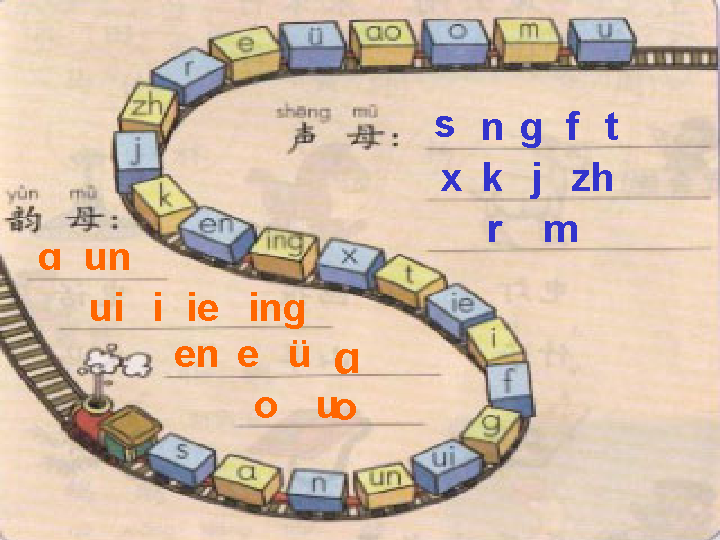 u
m
o
ao
ü
e
r
zh
j
k
en
ing
x
t
ie
i
f
g
ui
un
n
ɑ
s
shēng mǔ
声 母：
s n g f t
x k j zh
r m
yùn mǔ
韵 母：
ɑ un
ui i ie ing
en e ü ɑ
o u o